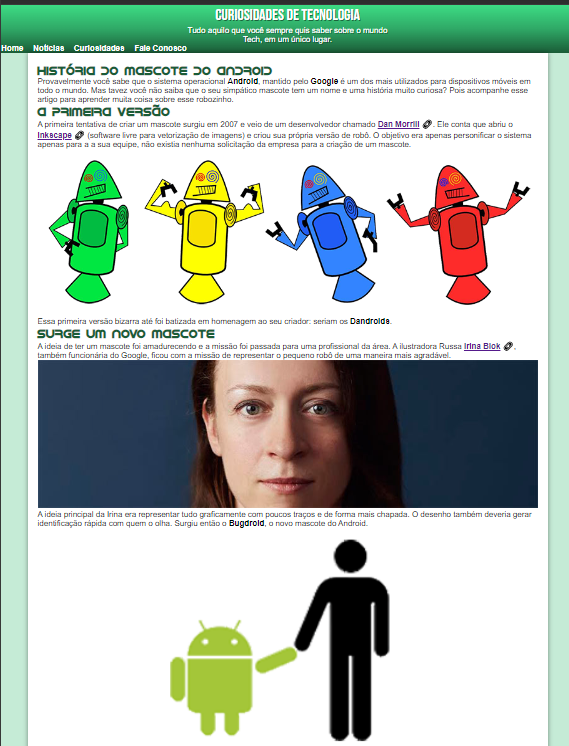 CURIOSIDADES DE TECNOLOGIA
Tudo aquilo que você sempre quis saber sobre o mundo
Tech, em um único lugar.
Home Notícias Curiosidades Fale Conosco
HISTÓRIA DO MASCOTE DO ANDROID
Provavelmente você sabe que o sistema operacional Android, mantido pelo Google é um dos mais utilizados para dispositivos móveis em
todo o mundo. Mas tavez você não saiba que o seu simpático mascote tem um nome e uma história muito curiosa? Pois acompanhe esse
artigo para aprender muita coisa sobre esse robozinho.
A PRIMEIRA VERSÃO
A primeira tentativa de criar um mascote surgiu em 2007 e veio de um desenvolvedor chamado Dan Morrill. Ele conta que abriu o
Inkscape (software livre para vetorização de imagens) e criou sua própria versão de robô. O objetivo era apenas personificar o sistema
apenas para a a sua equipe, não existia nenhuma solicitação da empresa para a criação de um mascote.
Essa primeira versão bizarra até foi batizada em homenagem ao seu criador: seriam os Dandroids.
SURGE UM NOVO MASCOTE
A ideia de ter um mascote foi amadurecendo e a missão foi passada para uma profissional da área. A ilustradora Russa Irina Blok,
também funcionária do Google, ficou com a missão de representar o pequeno robô de uma maneira mais agradável.
A ideia principal da Irina era representar tudo graficamente com poucos traços e de forma mais chapada. O desenho também deveria gerar
identificação rápida com quem o olha. Surgiu então o Bugdroid, o novo mascote do Android.